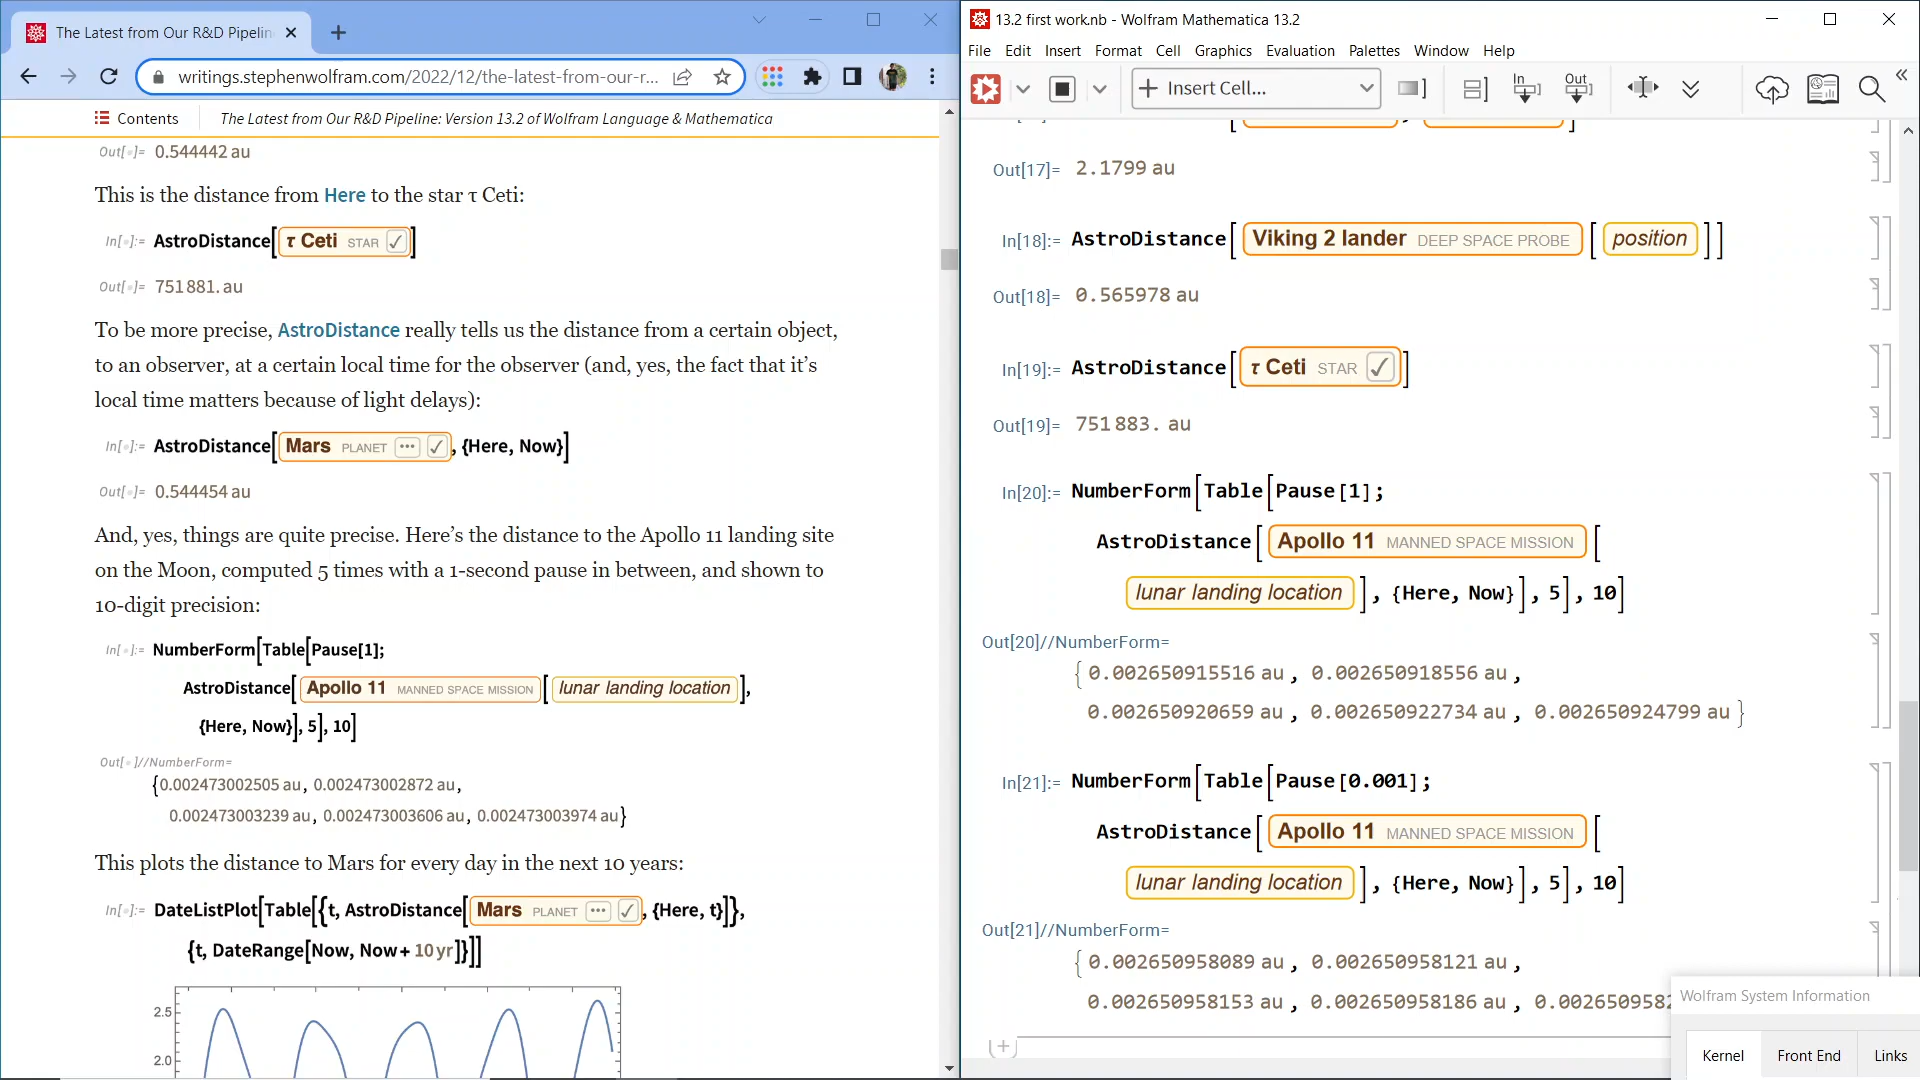 The Latest from Our R&D Pipelin
writings.stephenwolfram.com/2022/12/the-latest-from-our-r...
Contents
The Latest from Our R&D Pipeline: Version 13.2 of Wolfram Language & Mathematica
Out[ ]= 0.544442 au
This is the distance from Here to the star τ Ceti:
In[ ]:= AstroDistance[τ Ceti STAR ✓]
Out[ ]= 751881. au
To be more precise, AstroDistance really tells us the distance from a certain object,
to an observer, at a certain local time for the observer (and, yes, the fact that it’s
local time matters because of light delays):
In[ ]:= AstroDistance[Mars PLANET ... ✓, {Here, Now}]
Out[ ]= 0.544454 au
And, yes, things are quite precise. Here’s the distance to the Apollo 11 landing site
on the Moon, computed 5 times with a 1-second pause in between, and shown to
10-digit precision:
In[ ]:= NumberForm[Table[Pause[1];
AstroDistance[Apollo 11 MANNED SPACE MISSION [lunar landing location],
{Here, Now}], 5], 10]
Out[ ]//NumberForm=
{0.002473002505 au, 0.002473002872 au,
0.002473003239 au, 0.002473003606 au, 0.002473003974 au}
This plots the distance to Mars for every day in the next 10 years:
In[ ]:= DateListPlot[Table[{t, AstroDistance[Mars PLANET ... ✓, {Here, t}]},
{t, DateRange[Now, Now + 10 yr]}]]
2.5
2.0
13.2 first work.nb - Wolfram Mathematica 13.2
File Edit Insert Format Cell Graphics Evaluation Palettes Window Help
Insert Cell...
In
Out
Out[17]= 2.1799 au
In[18]:= AstroDistance[Viking 2 lander DEEP SPACE PROBE [position]]
Out[18]= 0.565978 au
In[19]:= AstroDistance[τ Ceti STAR ✓]
Out[19]= 751883. au
In[20]:= NumberForm[Table[Pause[1];
AstroDistance[Apollo 11 MANNED SPACE MISSION [
lunar landing location], {Here, Now}], 5], 10]
Out[20]//NumberForm=
{0.002650915516 au, 0.002650918556 au,
0.002650920659 au, 0.002650922734 au, 0.002650924799 au}
In[21]:= NumberForm[Table[Pause[0.001];
AstroDistance[Apollo 11 MANNED SPACE MISSION [
lunar landing location], {Here, Now}], 5], 10]
Out[21]//NumberForm=
{0.002650958089 au, 0.002650958121 au,
0.002650958153 au, 0.002650958186 au, 0.0026509582
Wolfram System Information
Kernel Front End Links